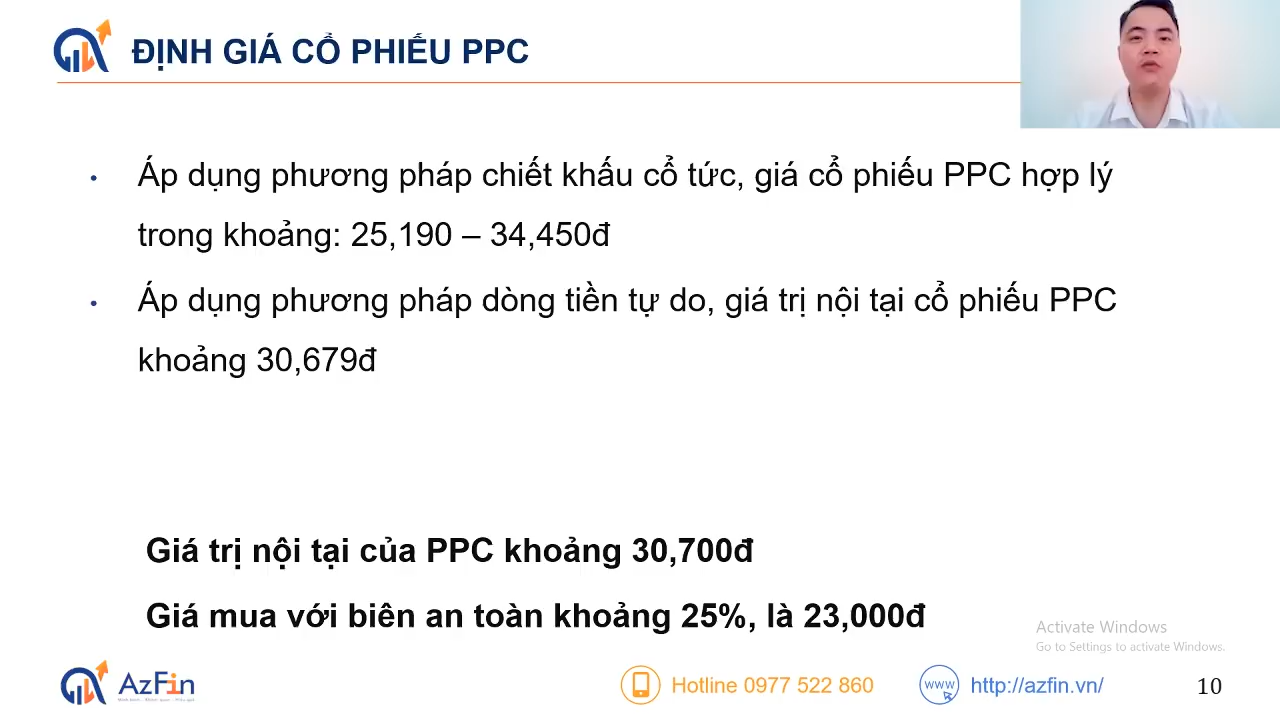 ĐỊNH GIÁ CỔ PHIẾU PPC
• Áp dụng phương pháp chiết khấu cổ tức, giá cổ phiếu PPC hợp lý
trong khoảng: 25,190 – 34,450đ
• Áp dụng phương pháp dòng tiền tự do, giá trị nội tại cổ phiếu PPC
khoảng 30,679đ
Giá trị nội tại của PPC khoảng 30,700đ
Giá mua với biên an toàn khoảng 25%, là 23,000đ
Activate Windows
Go to Settings to activate Windows.
AzFin
Hotline 0977 522 860
www
http://azfin.vn/
10